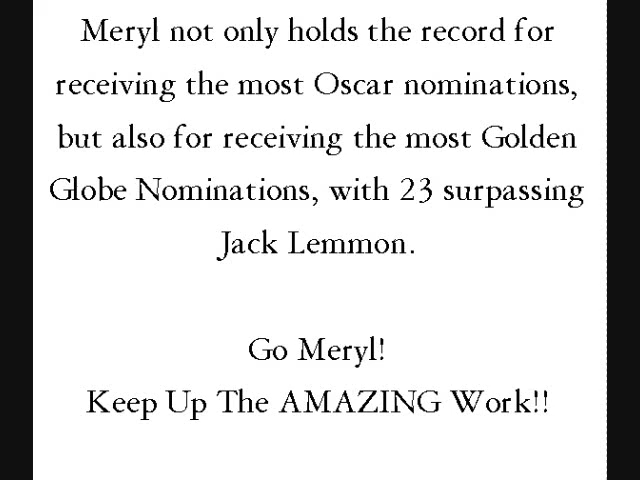 Meryl not only holds the record for
receiving the most Oscar nominations,
but also for receiving the most Golden
Globe Nominations, with 23 surpassing
Jack Lemmon.
Go Meryl!
Keep Up The AMAZING Work!!